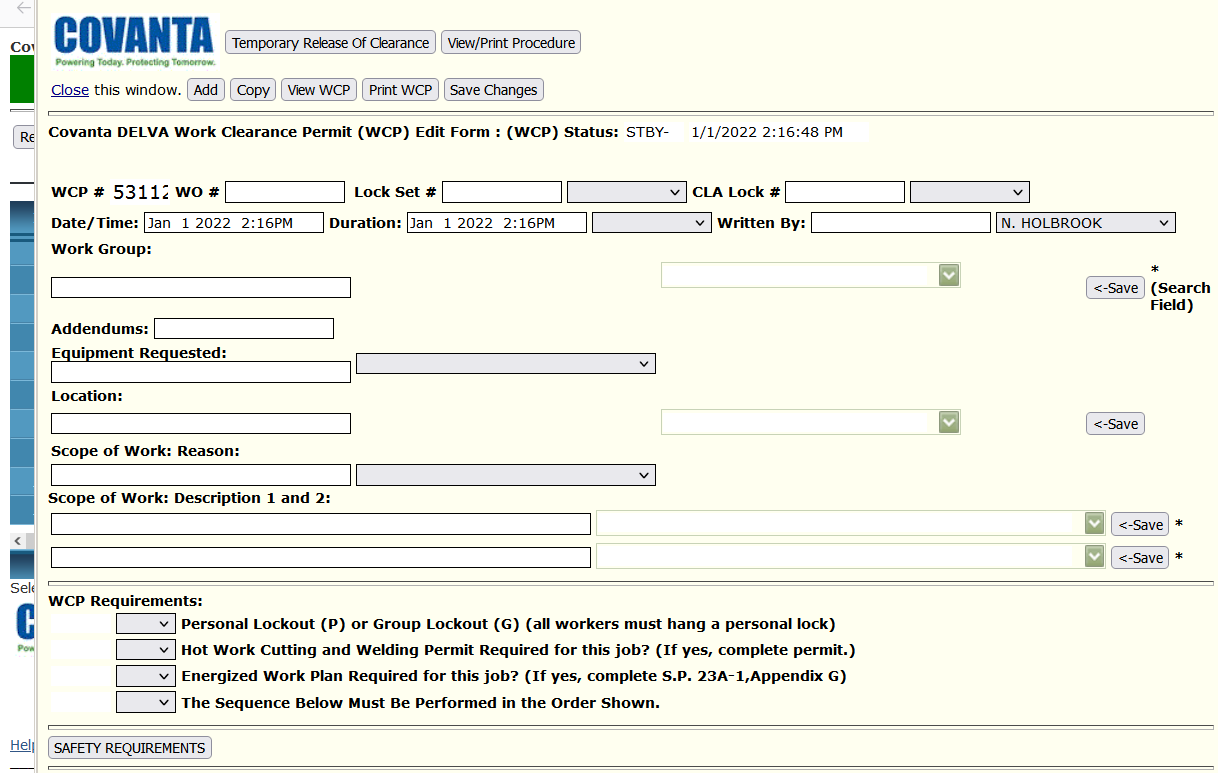 COVANTA
Powering Today. Protecting Tomorrow.
Temporary Release Of Clearance View/Print Procedure
Close this window. Add Copy View WCP Print WCP Save Changes
Covanta DELVA Work Clearance Permit (WCP) Edit Form : (WCP) Status: STBY- 1/1/2022 2:16:48 PM
WCP # 53112 WO # Lock Set # CLA Lock #
Date/Time: Jan 1 2022 2:16PM Duration: Jan 1 2022 2:16PM Written By: N. HOLBROOK
Work Group:
<-Save * (Search Field)
Addendums:
Equipment Requested:
Location:
<-Save
Scope of Work: Reason:
Scope of Work: Description 1 and 2:
<-Save *
<-Save *
WCP Requirements:
Personal Lockout (P) or Group Lockout (G) (all workers must hang a personal lock)
Hot Work Cutting and Welding Permit Required for this job? (If yes, complete permit.)
Energized Work Plan Required for this job? (If yes, complete S.P. 23A-1,Appendix G)
The Sequence Below Must Be Performed in the Order Shown.
SAFETY REQUIREMENTS